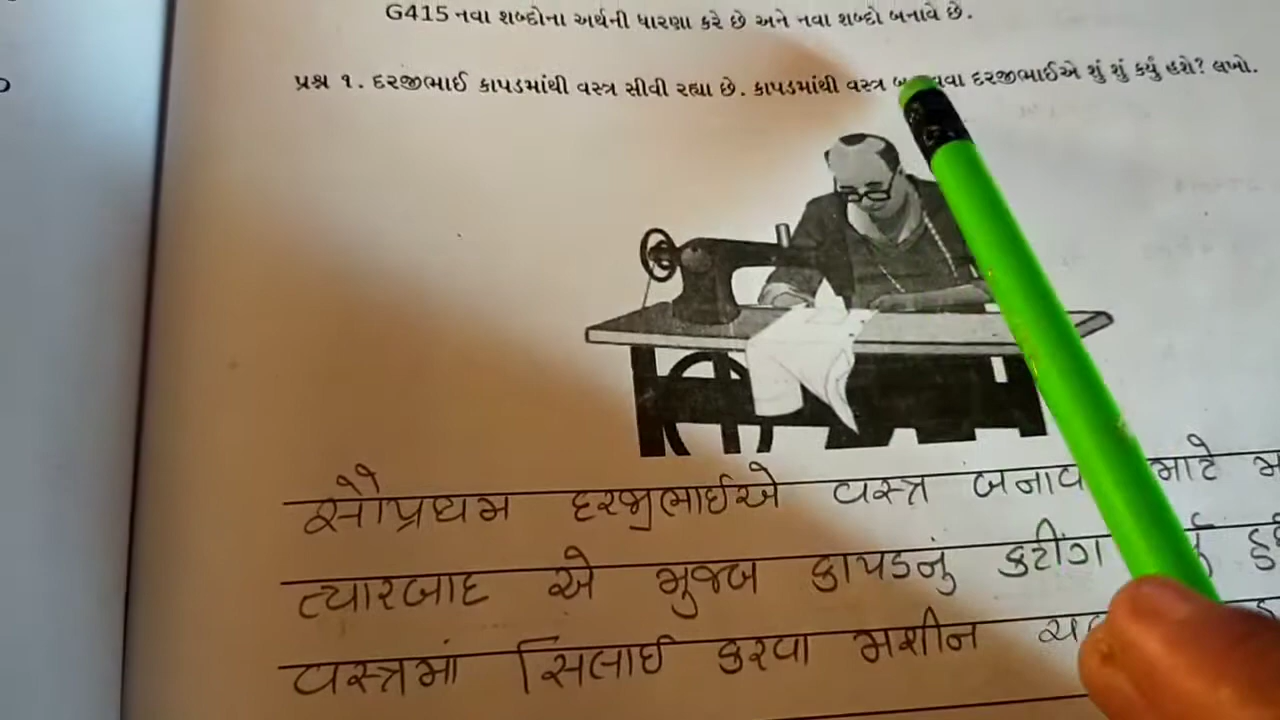 G415 નવા શબ્દોના અર્થની ધારણા કરે છે અને નવા શબ્દો બનાવે છે.
પ્રશ્ન ૧. દરજીભાઈ કાપડમાંથી વસ્ત્ર સીવી રહ્યા છે. કાપડમાંથી વસ્ત્ર દરજીભાઈએ શું શું કર્યું હશે? લખો.
સૌપ્રથમ દરજીભાઈએ વસ્ત્ર માટે
ત્યારબાદ એ મુજબ કાપડનું કટીંગ
વસ્ત્રમાં સિલાઈ કરવા મશીન